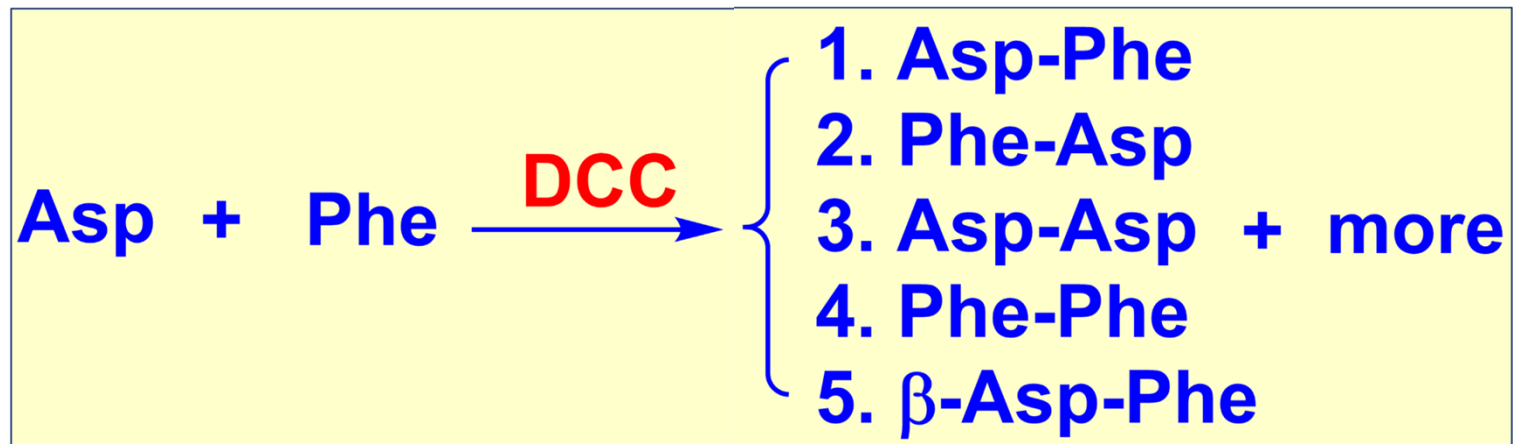 1. Asp-Phe
2. Phe-Asp
DCC
Asp + Phe
3. Asp-Asp + more
4. Phe-Phe
5. β-Asp-Phe